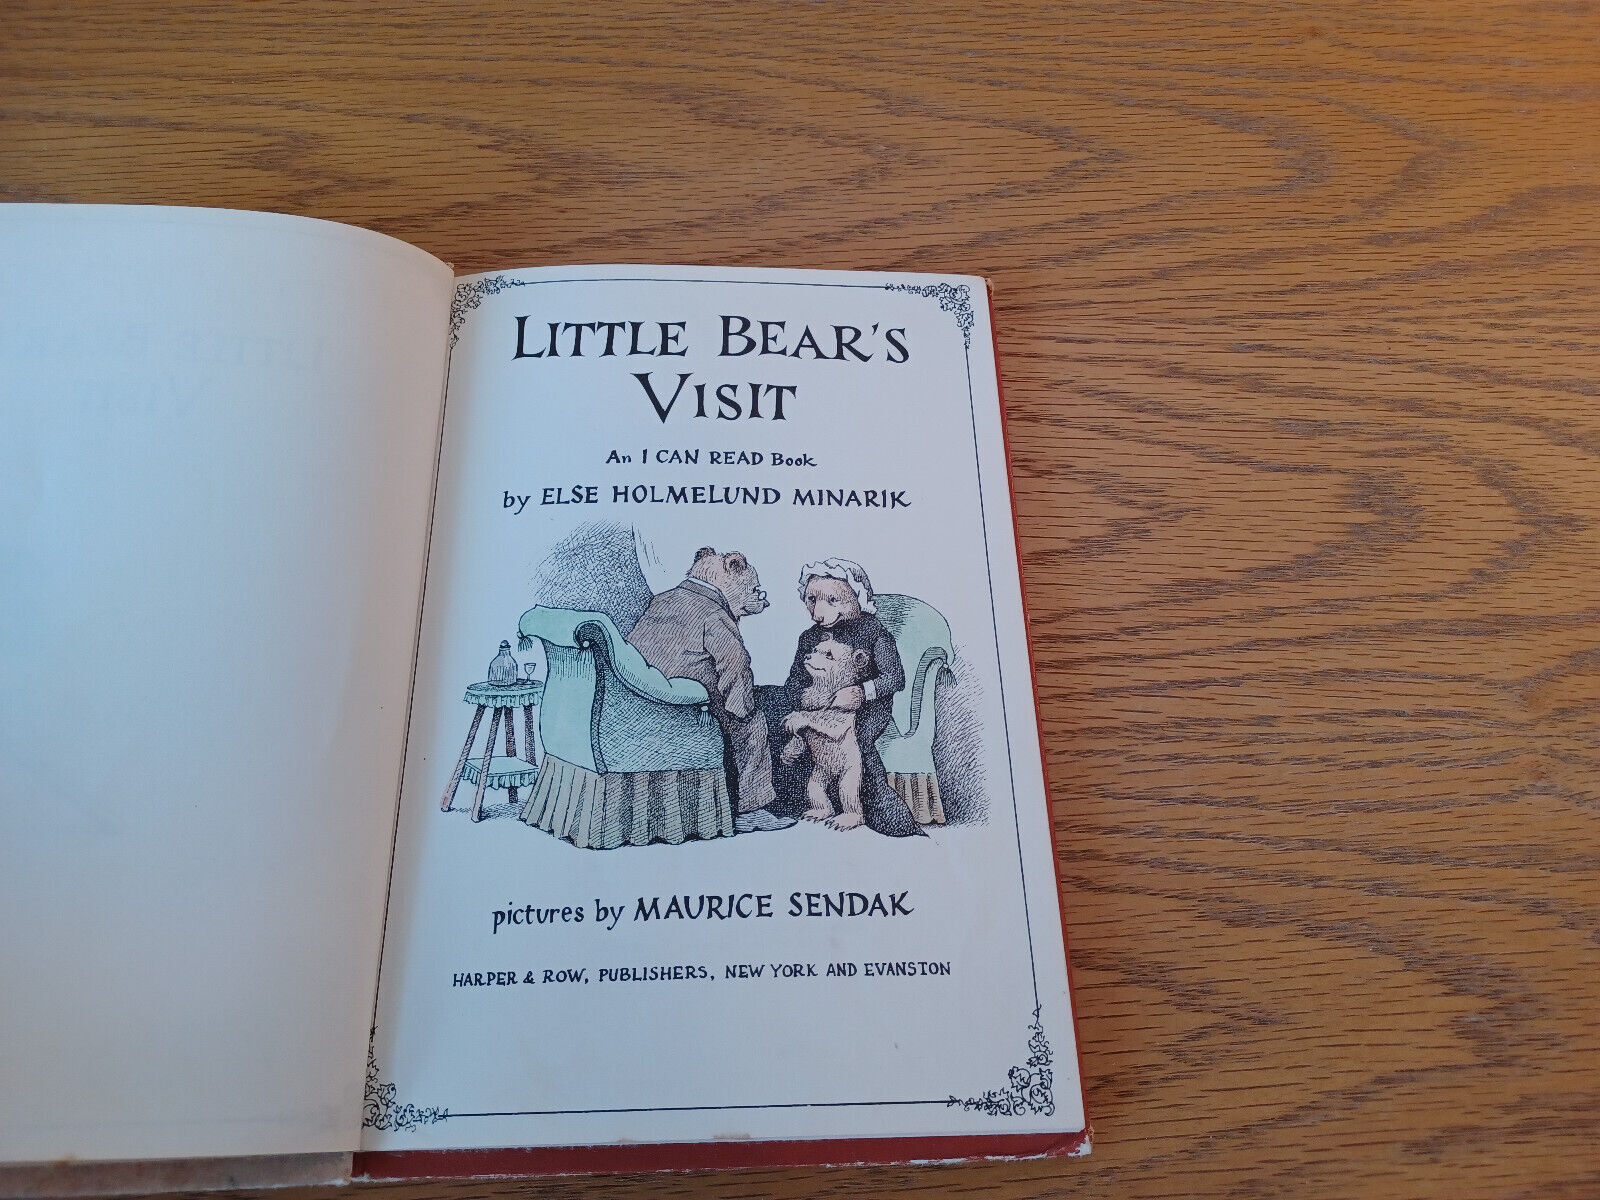 LITTLE BEAR'S
VISIT
An I CAN READ Book
by ELSE HOLMELUND MINARIK
pictures by MAURICE SENDAK
HARPER & ROW, PUBLISHERS, NEW YORK AND EVANSTON